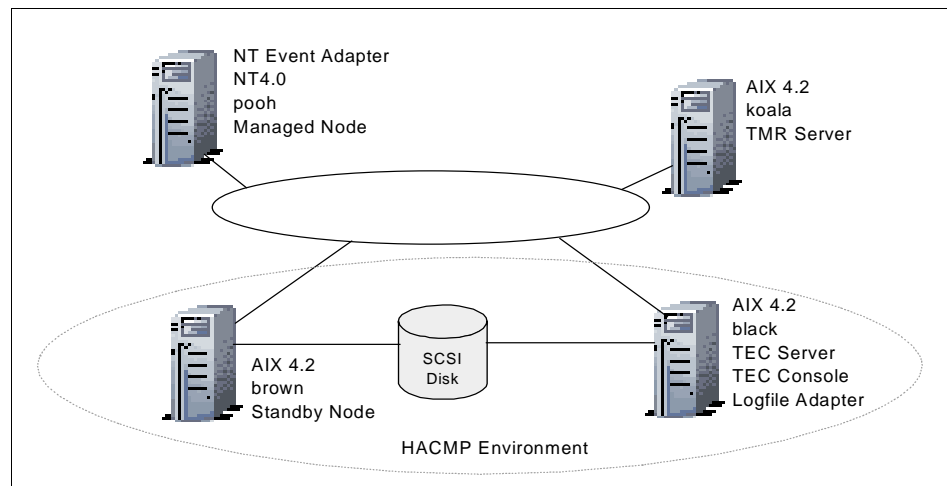 NT Event Adapter
NT4.0
pooh
Managed Node
AIX 4.2
koala
TMR Server
AIX 4.2
brown
Standby Node
SCSI
Disk
AIX 4.2
black
TEC Server
TEC Console
Logfile Adapter
HACMP Environment